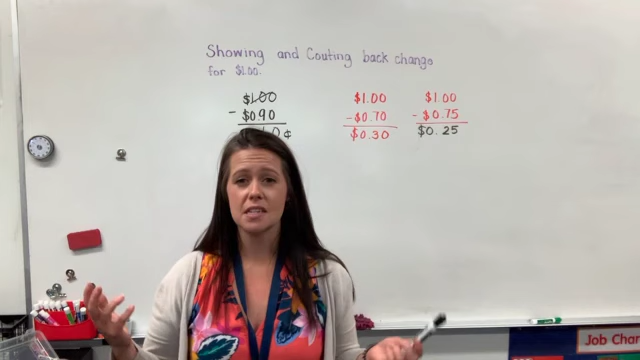 Showing and Couting back change
for $1.00.
$1.00 $1.00 $1.00
- $0.90 - $0.70 - $0.75
$0.30 $0.25
Job Char